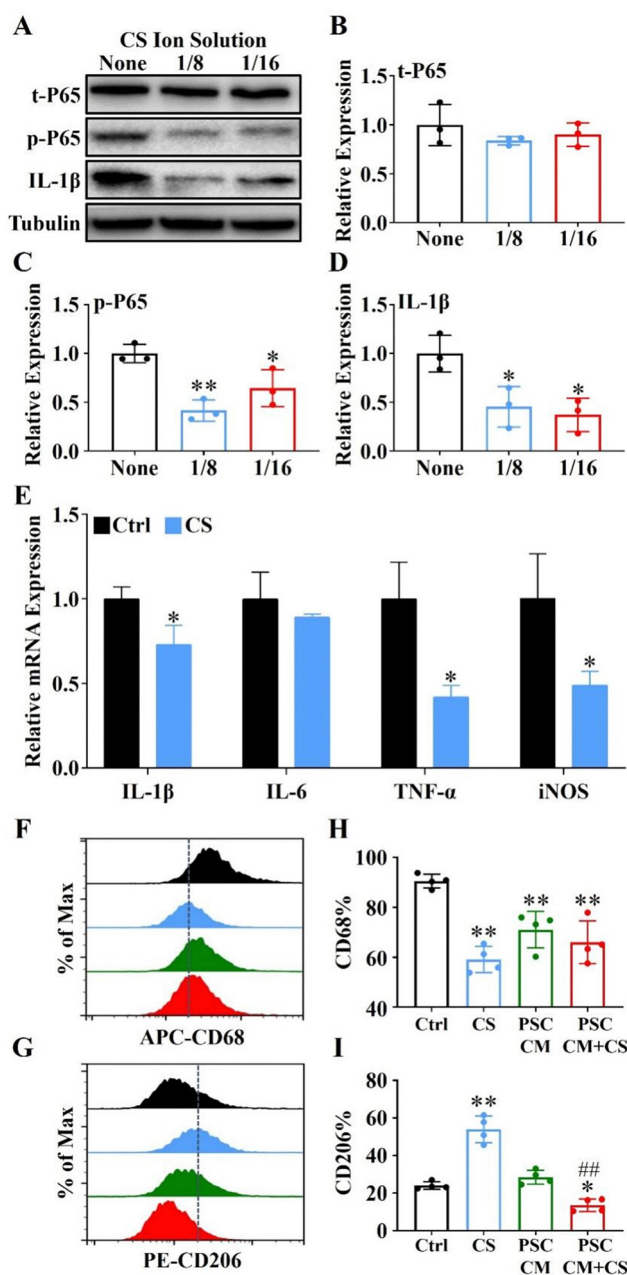 A
CS Ion Solution
None 1/8 1/16
t-P65
p-P65
IL-1β
Tubulin
B
t-P65
Relative Expression
1.5
1.0
0.5
0.0
None 1/8 1/16
C
p-P65
Relative Expression
1.5
1.0
0.5
0.0
** *
None 1/8 1/16
D
IL-1β
Relative Expression
1.5
1.0
0.5
0.0
* *
None 1/8 1/16
E
Ctrl CS
Relative mRNA Expression
1.5
1.0
0.5
0.0
* * *
IL-1β IL-6 TNF-α iNOS
F
% of Max
APC-CD68
G
% of Max
PE-CD206
H
CD68%
100
80
60
40
** ** **
Ctrl CS PSC PSC
CM CM+CS
I
CD206%
80
60
40
20
0
**
##
*
Ctrl CS PSC PSC
CM CM+CS